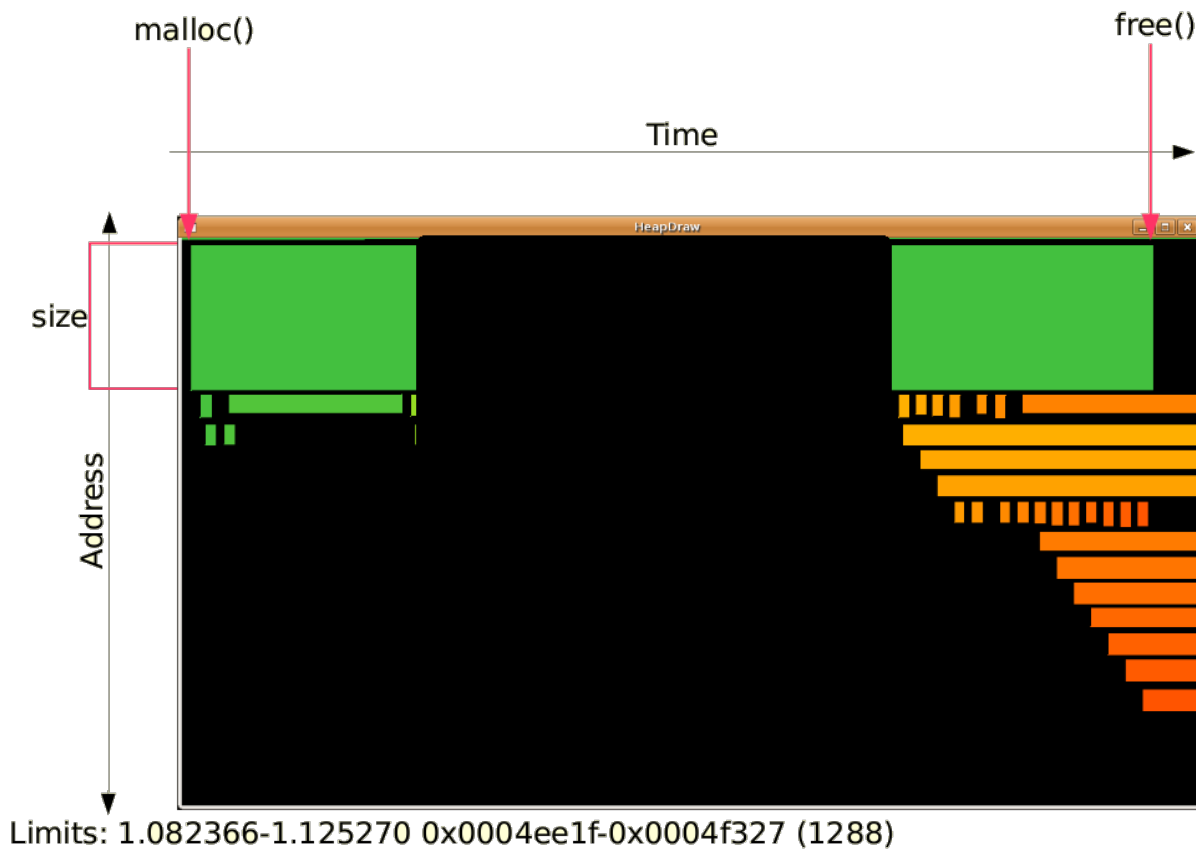 malloc()
free()
Time
HeapDraw
size
Address
Limits: 1.082366-1.125270 0x0004ee1f-0x0004f327 (1288)